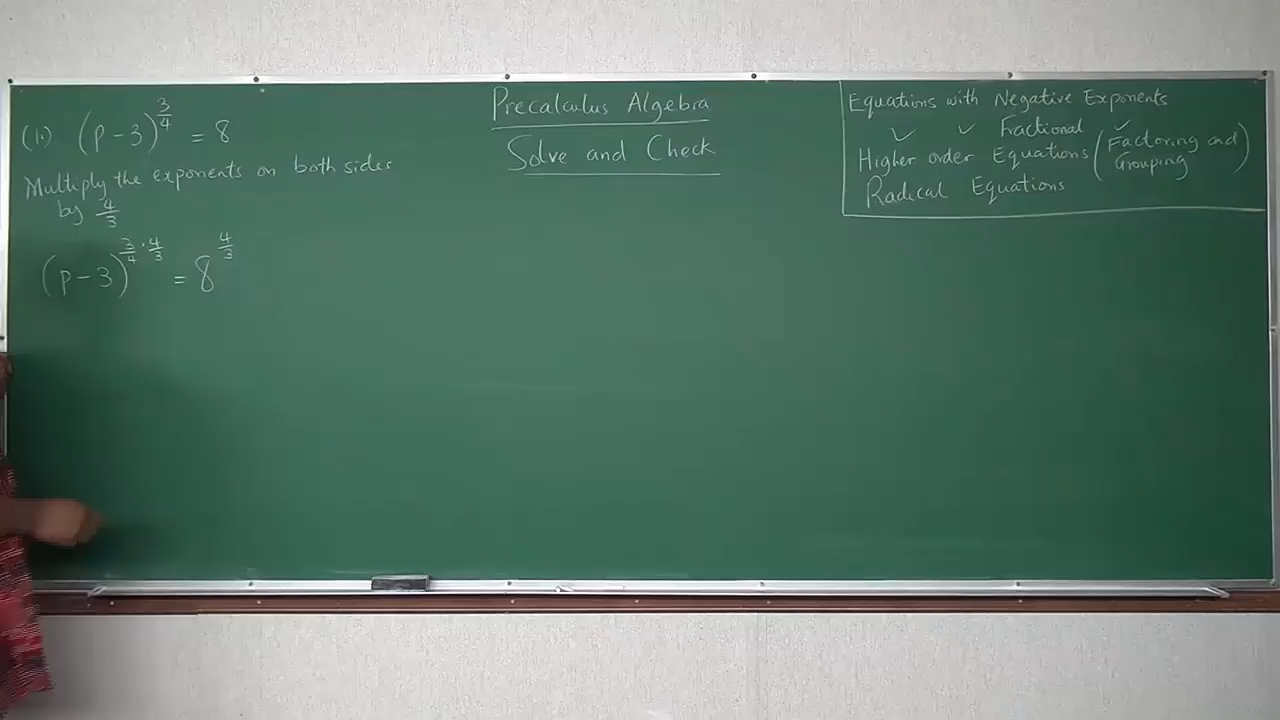 (1.) (p-3)^{3/4} = 8
Multiply the exponents on both sides
by 4/3
(p-3)^{3/4 · 4/3} = 8^{4/3}
Precalculus Algebra
Solve and Check
Equations with Negative Exponents
✓ ✓ Fractional ✓
Higher order Equations (Factoring and
Grouping)
Radical Equations